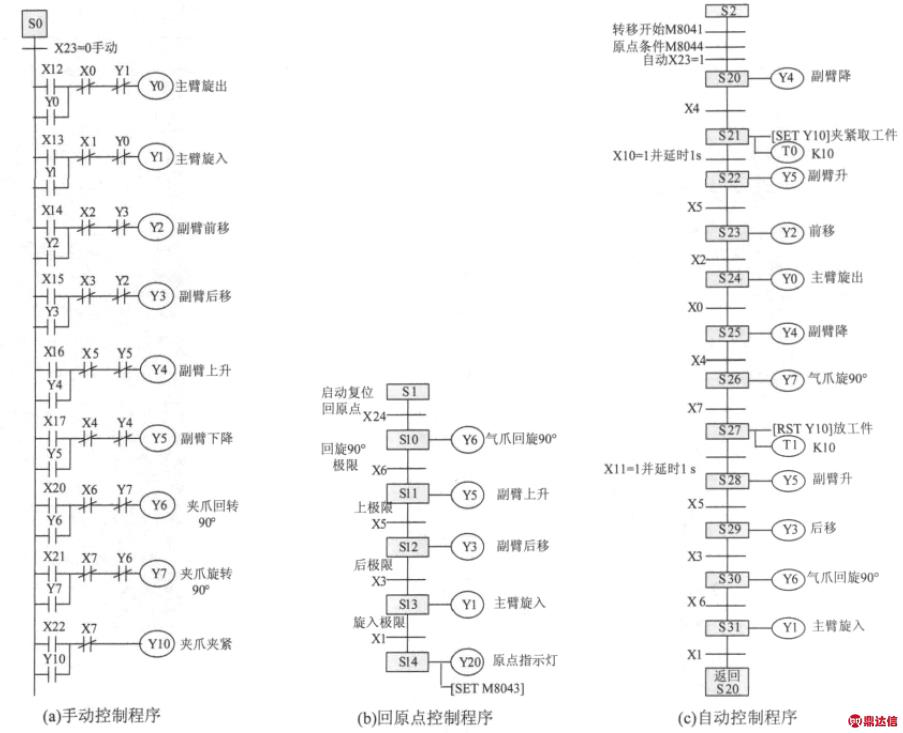 S0
X23=0手动
X12 X0 Y1
Y0 主臂旋出
Y0
X13 X1 Y0
Y1 主臂旋入
Y1
X14 X2 Y3
Y2 副臂前移
Y2
X15 X3 Y2
Y3 副臂后移
Y3
X16 X5 Y5
Y4 副臂上升
Y4
X17 X4 Y4
Y5 副臂下降
Y5
X20 X6 Y7
Y6 夹爪回转
90°
Y6
X21 X7 Y6
Y7 夹爪旋转
90°
Y7
X22 X7
Y10 夹爪夹紧
Y10
(a)手动控制程序
启动复位 S1
回原点
X24
S10 Y6 气爪回旋90°
回旋90°
极限
X6
S11 Y5 副臂上升
上极限
X5
S12 Y3 副臂后移
后极限
X3
S13 Y1 主臂旋入
旋入极限
X1
S14 Y20 原点指示灯
[SET M8043]
(b)回原点控制程序
S2
转移开始M8041
原点条件M8044
自动X23=1
S20 Y4 副臂降
X4
S21 [SET Y10]夹紧取工件
T0 K10
X10=1并延时1s
S22 Y5 副臂升
X5
S23 Y2 前移
X2
S24 Y0 主臂旋出
X0
S25 Y4 副臂降
X4
S26 Y7 气爪旋90°
X7
S27 [RST Y10]放工件
T1 K10
X11=1并延时1 s
S28 Y5 副臂升
X5
S29 Y3 后移
X3
S30 Y6 气爪回旋90°
X6
S31 Y1 主臂旋入
X1
返回
S20
(c)自动控制程序
鼎达信